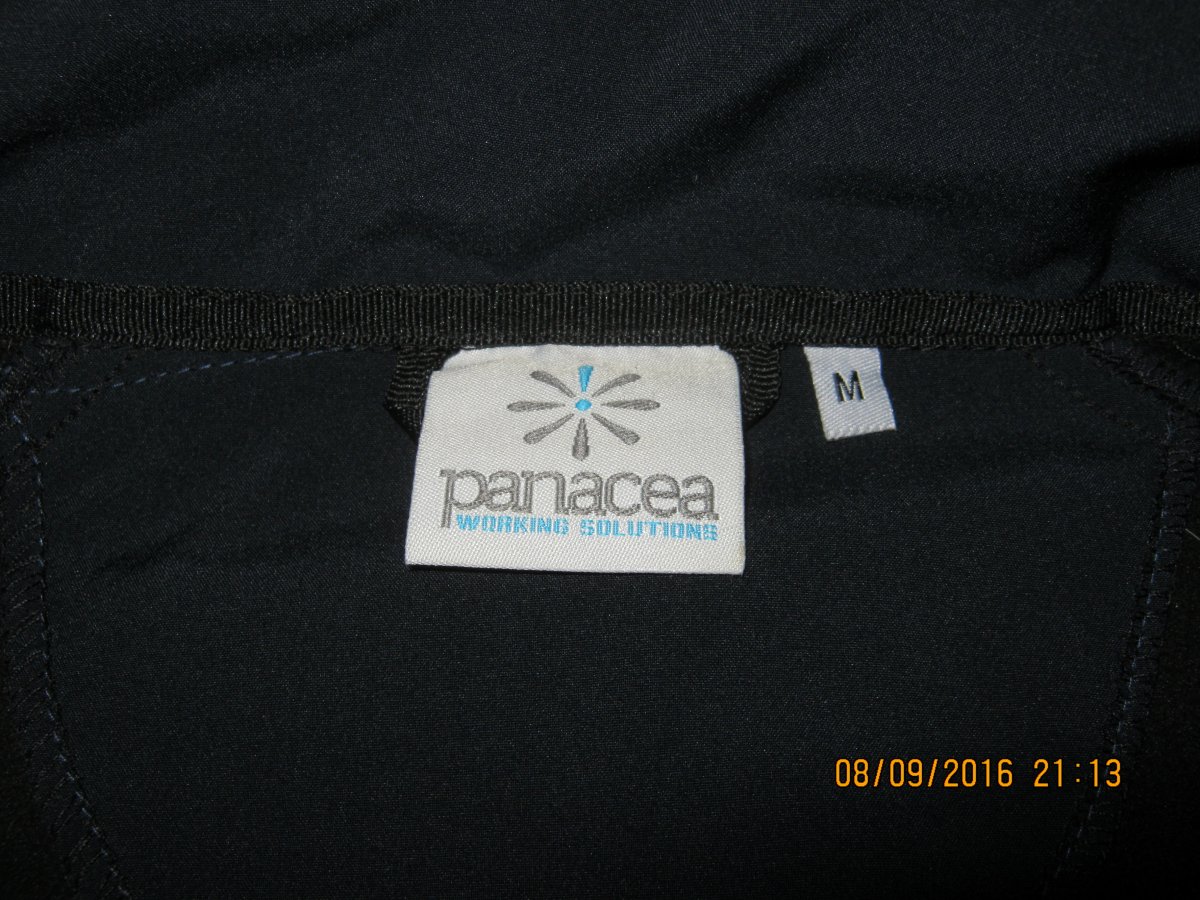 M
panacea
WORKING SOLUTIONS
08/09/2016 21:13